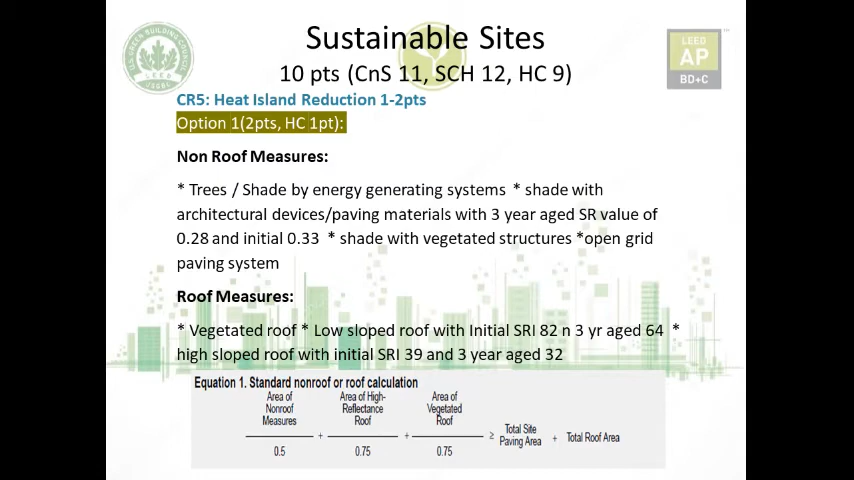 Sustainable Sites
10 pts (CnS 11, SCH 12, HC 9)
U.S. GREEN BUILDING COUNCIL
LEED
USGBC
LEED
AP
BD+C
CR5: Heat Island Reduction 1-2pts
Option 1(2pts, HC 1pt):
Non Roof Measures:
* Trees / Shade by energy generating systems * shade with
architectural devices/paving materials with 3 year aged SR value of
0.28 and initial 0.33 * shade with vegetated structures *open grid
paving system
Roof Measures:
* Vegetated roof * Low sloped roof with Initial SRI 82 n 3 yr aged 64 *
high sloped roof with initial SRI 39 and 3 year aged 32
Equation 1. Standard nonroof or roof calculation
Area of Nonroof Measures / 0.5 + Area of High-Reflectance Roof / 0.75 + Area of Vegetated Roof / 0.75 ≥ Total Site Paving Area + Total Roof Area